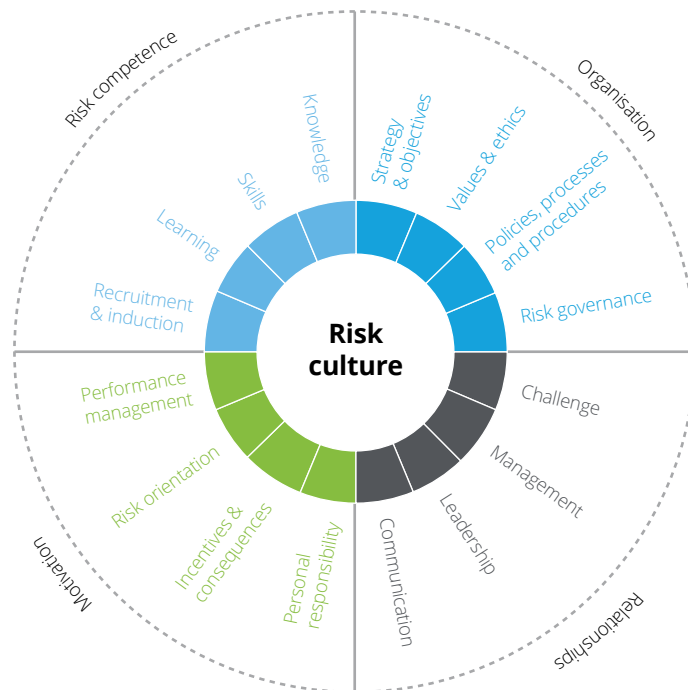 Risk competence
Organisation
Knowledge
Skills
Learning
Recruitment
& induction
Strategy
& objectives
Values & ethics
Policies, processes
and procedures
Risk governance
Risk
culture
Performance
management
Risk orientation
Incentives &
consequences
Personal
responsibility
Challenge
Management
Leadership
Communication
Motivation
Relationships